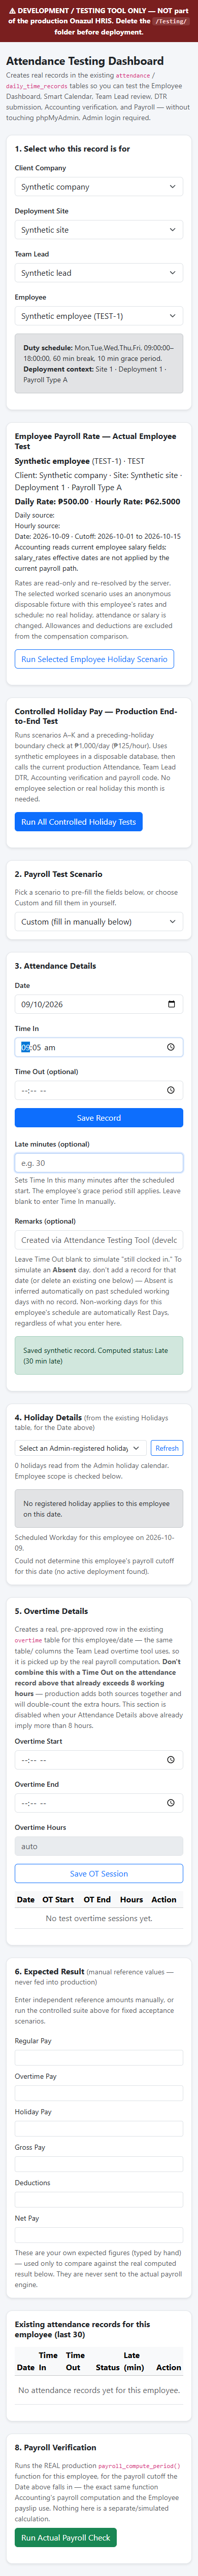 ⚠ DEVELOPMENT / TESTING TOOL ONLY — NOT part
of the production Onazul HRIS. Delete the /Testing/
folder before deployment.
Attendance Testing Dashboard
Creates real records in the existing attendance /
daily_time_records tables so you can test the Employee
Dashboard, Smart Calendar, Team Lead review, DTR
submission, Accounting verification, and Payroll — without
touching phpMyAdmin. Admin login required.
1. Select who this record is for
Client Company
Synthetic company
Deployment Site
Synthetic site
Team Lead
Synthetic lead
Employee
Synthetic employee (TEST-1)
Duty schedule: Mon,Tue,Wed,Thu,Fri, 09:00:00–
18:00:00, 60 min break, 10 min grace period.
Deployment context: Site 1 · Deployment 1 ·
Payroll Type A
Employee Payroll Rate — Actual Employee
Test
Synthetic employee (TEST-1) · TEST
Client: Synthetic company · Site: Synthetic site ·
Deployment 1 · Payroll Type A
Daily Rate: ₱500.00 · Hourly Rate: ₱62.5000
Daily source:
Hourly source:
Date: 2026-10-09 · Cutoff: 2026-10-01 to 2026-10-15
Accounting reads current employee salary fields;
salary_rates effective dates are not applied by the
current payroll path.
Rates are read-only and re-resolved by the server.
The selected worked scenario uses an anonymous
disposable fixture with this employee's rates and
schedule; no real holiday, attendance or salary is
changed. Allowances and deductions are excluded
from the compensation comparison.
Run Selected Employee Holiday Scenario
Controlled Holiday Pay — Production End-
to-End Test
Runs scenarios A–K and a preceding-holiday
boundary check at ₱1,000/day (₱125/hour). Uses
synthetic employees in a disposable database, then
calls the current production Attendance, Team Lead
DTR, Accounting verification and payroll code. No
employee selection or real holiday this month is
needed.
Run All Controlled Holiday Tests
2. Payroll Test Scenario
Pick a scenario to pre-fill the fields below, or choose
Custom and fill them in yourself.
Custom (fill in manually below)
3. Attendance Details
Date
09/10/2026
Time In
09:05 am
Time Out (optional)
--:-- --
Save Record
Late minutes (optional)
e.g. 30
Sets Time In this many minutes after the scheduled
start. The employee's grace period still applies. Leave
blank to enter Time In manually.
Remarks (optional)
Created via Attendance Testing Tool (develc
Leave Time Out blank to simulate "still clocked in." To
simulate an Absent day, don't add a record for that
date (or delete an existing one below) — Absent is
inferred automatically on past scheduled working
days with no record. Non-working days for this
employee's schedule are automatically Rest Days,
regardless of what you enter here.
Saved synthetic record. Computed status: Late
(30 min late)
4. Holiday Details (from the existing Holidays
table, for the Date above)
Select an Admin-registered holiday
Refresh
0 holidays read from the Admin holiday calendar.
Employee scope is checked below.
No registered holiday applies to this employee
on this date.
Scheduled Workday for this employee on 2026-10-
09.
Could not determine this employee's payroll cutoff
for this date (no active deployment found).
5. Overtime Details
Creates a real, pre-approved row in the existing
overtime table for this employee/date — the same
table/ columns the Team Lead overtime tool uses, so
it is picked up by the real payroll computation. Don't
combine this with a Time Out on the attendance
record above that already exceeds 8 working
hours — production adds both sources together and
will double-count the extra hours. This section is
disabled when your Attendance Details above already
imply more than 8 hours.
Overtime Start
--:-- --
Overtime End
--:-- --
Overtime Hours
auto
Save OT Session
Date OT Start OT End Hours Action
No test overtime sessions yet.
6. Expected Result (manual reference values —
never fed into production)
Enter independent reference amounts manually, or
run the controlled suite above for fixed acceptance
scenarios.
Regular Pay
Overtime Pay
Holiday Pay
Gross Pay
Deductions
Net Pay
These are your own expected figures (typed by hand)
— used only to compare against the real computed
result below. They are never sent to the actual payroll
engine.
Existing attendance records for this
employee (last 30)
Date Time In Time Out Status Late (min) Action
No attendance records yet for this employee.
8. Payroll Verification
Runs the REAL production payroll_compute_period()
function for this employee, for the payroll cutoff the
Date above falls in — the exact same function
Accounting's payroll computation and the Employee
payslip use. Nothing here is a separate/simulated
calculation.
Run Actual Payroll Check